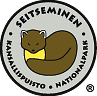 SEITSEMINEN
KANSALLISPUISTO • NATIONALPARK
®